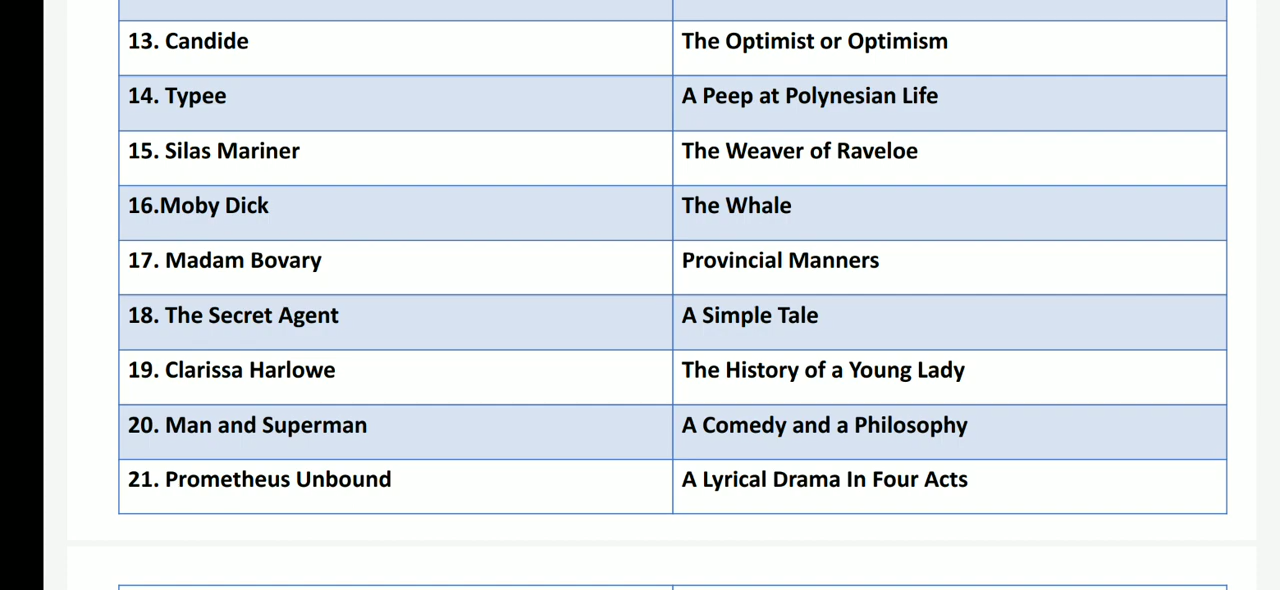 13. Candide The Optimist or Optimism
14. Typee A Peep at Polynesian Life
15. Silas Mariner The Weaver of Raveloe
16.Moby Dick The Whale
17. Madam Bovary Provincial Manners
18. The Secret Agent A Simple Tale
19. Clarissa Harlowe The History of a Young Lady
20. Man and Superman A Comedy and a Philosophy
21. Prometheus Unbound A Lyrical Drama In Four Acts